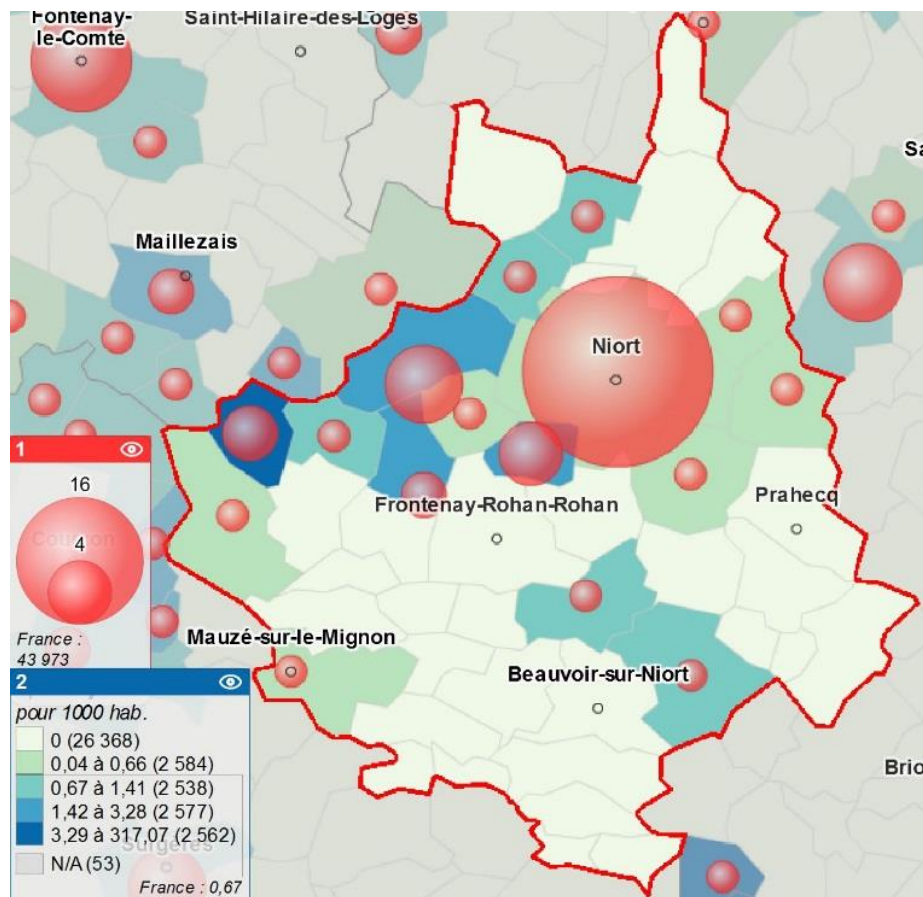 Fontenay-
le-Comte
Saint-Hilaire-des-Loges
Sa
Maillezais
Niort
Frontenay-Rohan-Rohan
Prahecq
Mauzé-sur-le-Mignon
Beauvoir-sur-Niort
Brio
1
16
4
Courçon
France :
43 973
2
pour 1000 hab.
0 (26 368)
0,04 à 0,66 (2 584)
0,67 à 1,41 (2 538)
1,42 à 3,28 (2 577)
3,29 à 317,07 (2 562)
N/A (53)
Surgères
France : 0,67